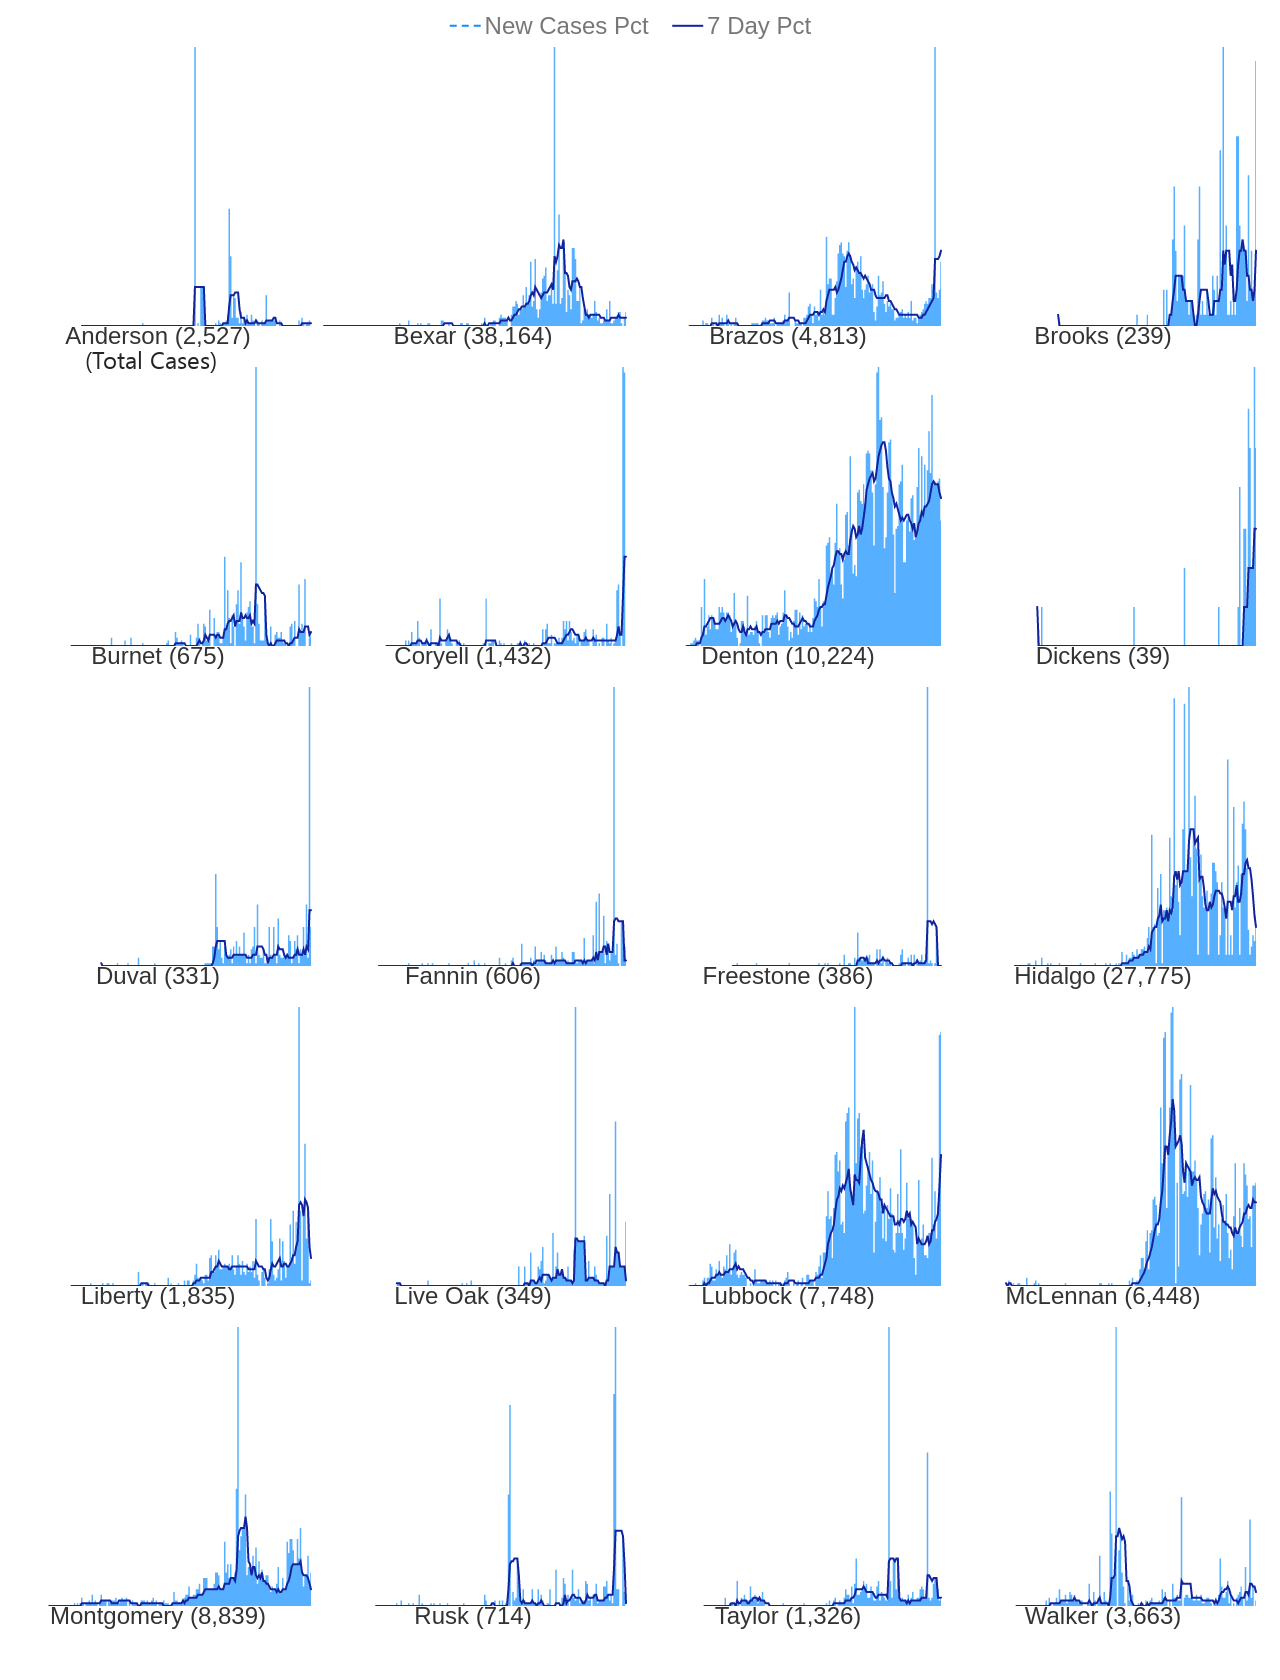 New Cases Pct 7 Day Pct
Anderson (2,527) Bexar (38,164) Brazos (4,813) Brooks (239)
(Total Cases)
Burnet (675) Coryell (1,432) Denton (10,224) Dickens (39)
Duval (331) Fannin (606) Freestone (386) Hidalgo (27,775)
Liberty (1,835) Live Oak (349) Lubbock (7,748) McLennan (6,448)
Montgomery (8,839) Rusk (714) Taylor (1,326) Walker (3,663)